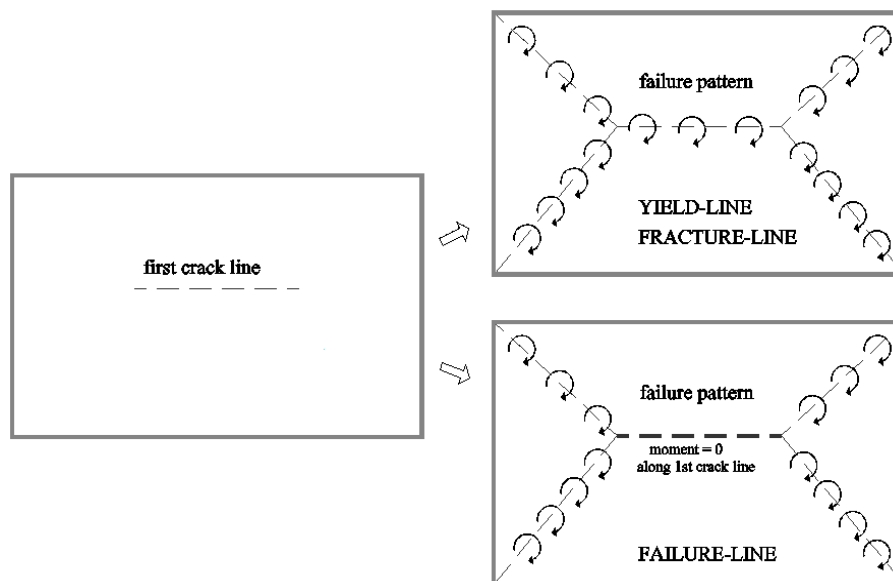 first crack line
failure pattern
YIELD-LINE
FRACTURE-LINE
failure pattern
moment = 0
along 1st crack line
FAILURE-LINE